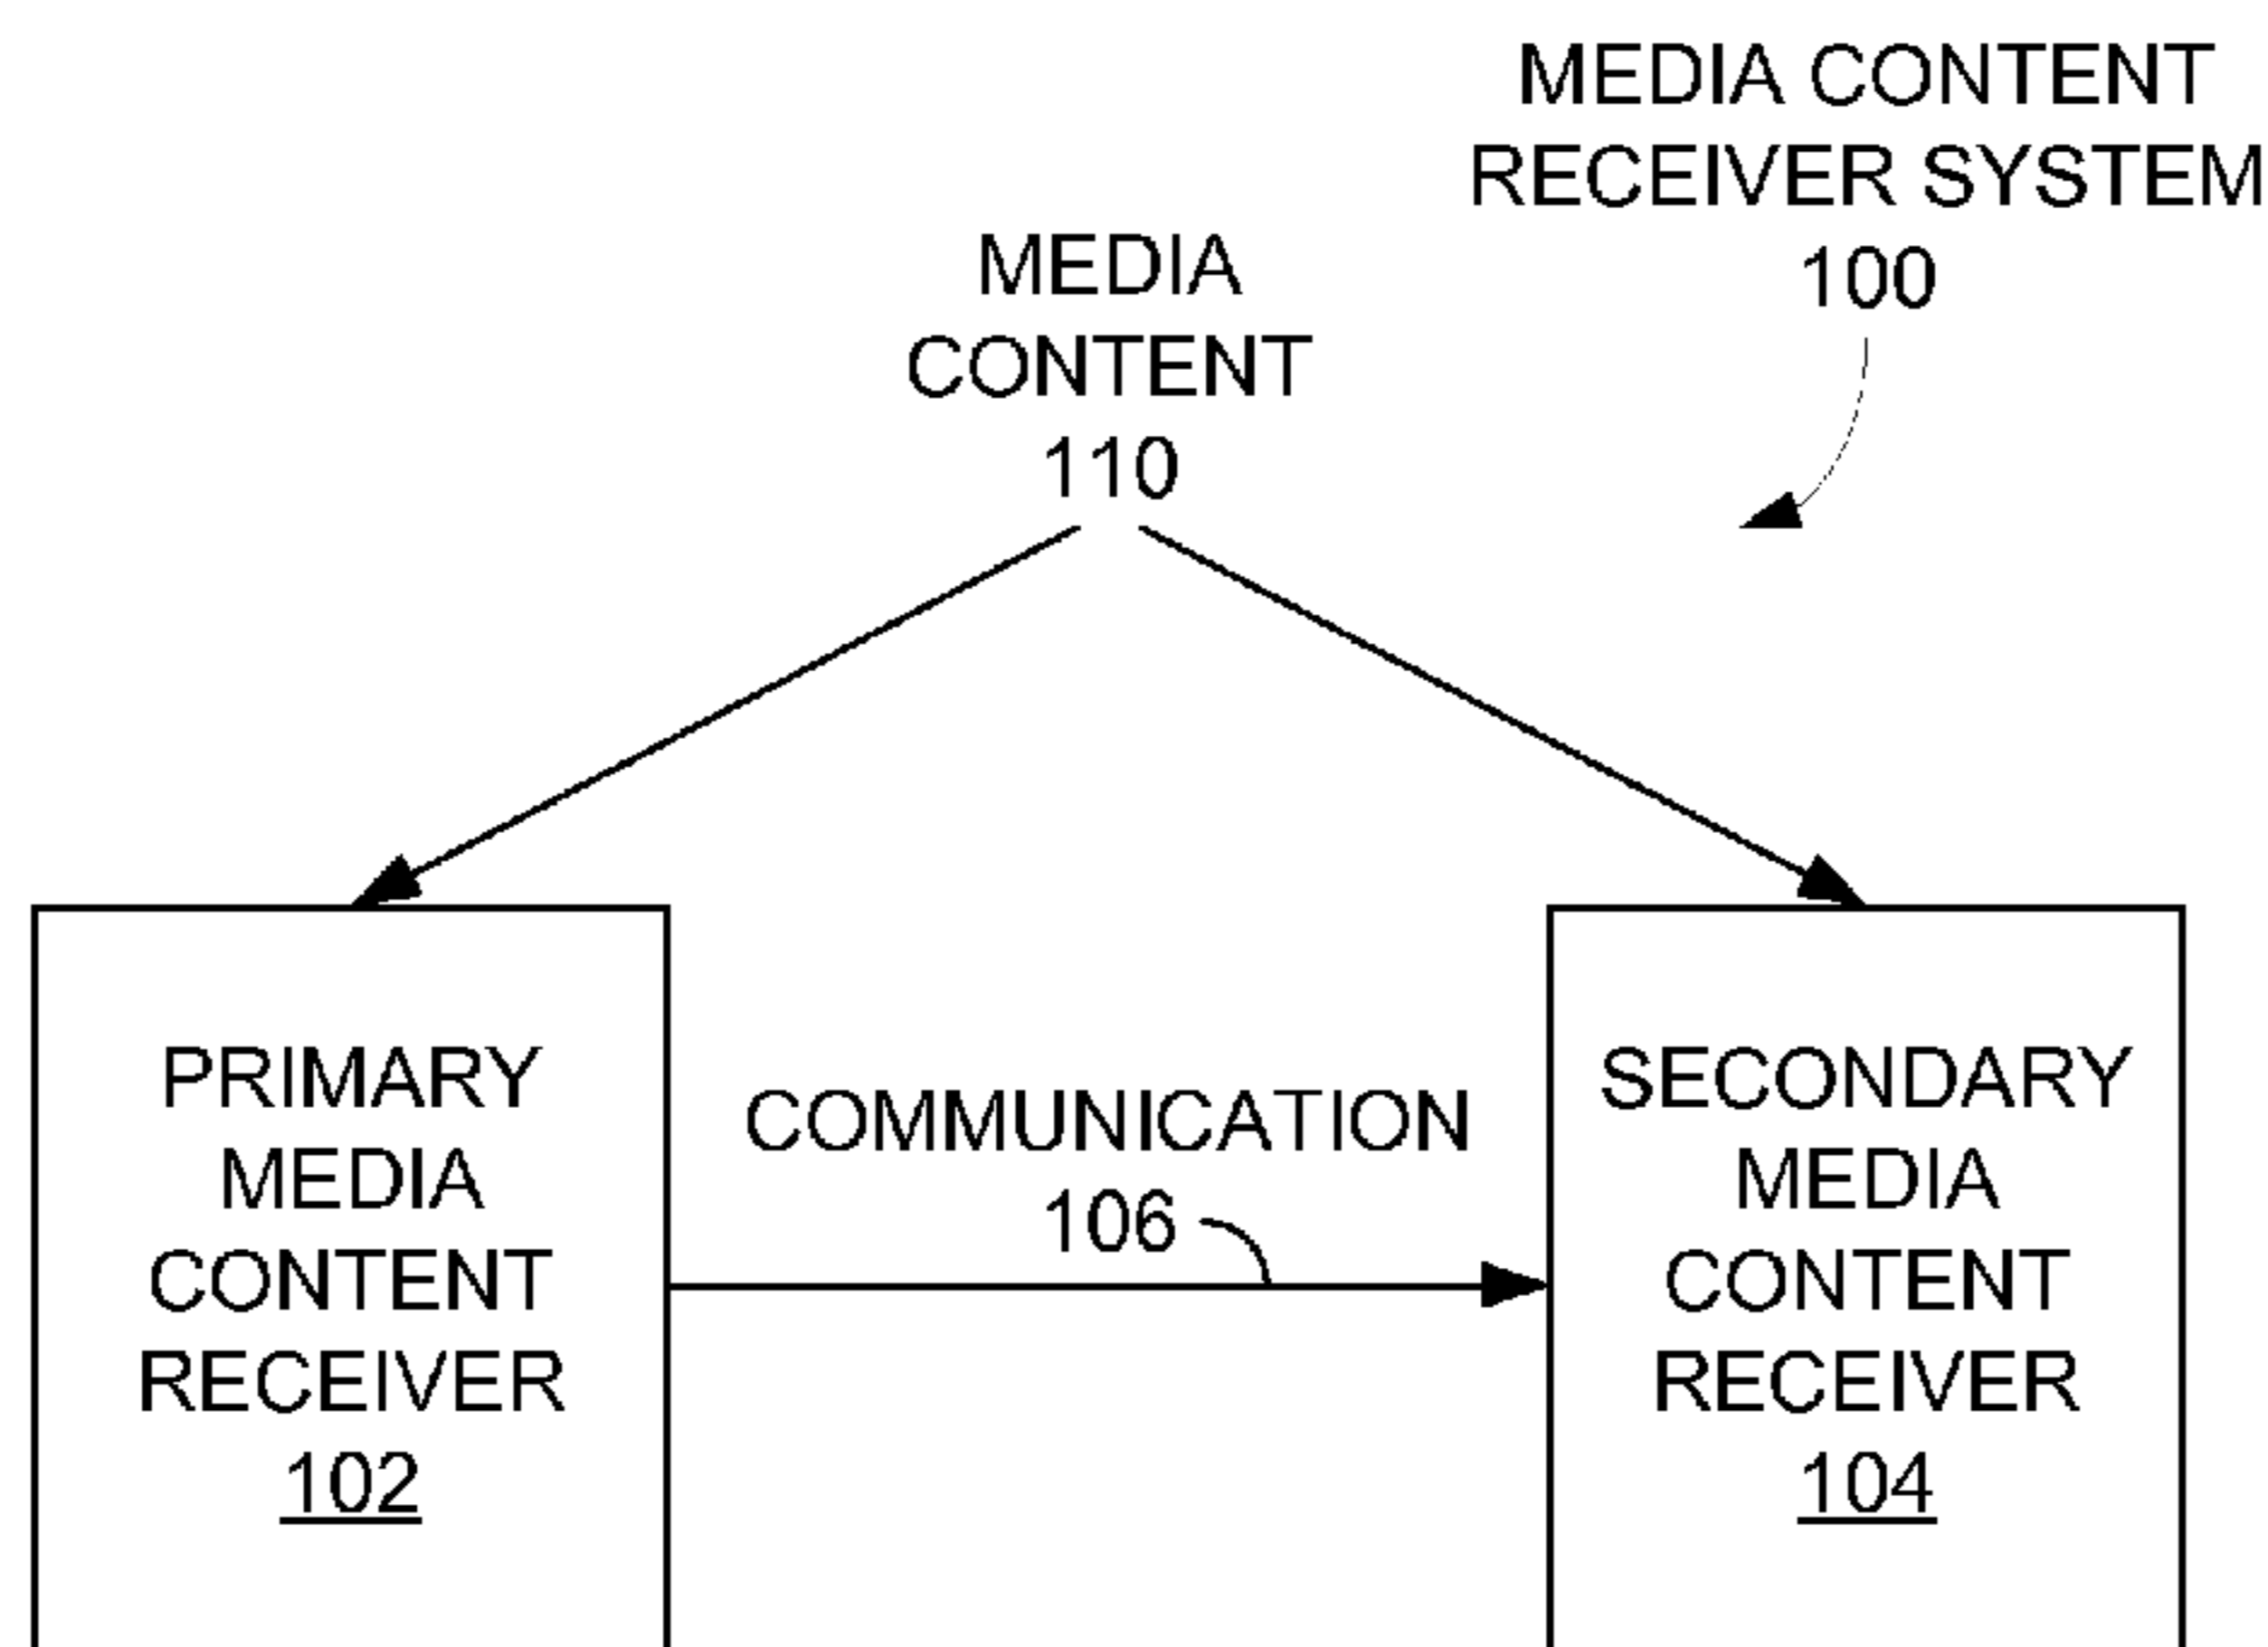 MEDIA CONTENT
RECEIVER SYSTEM
100
MEDIA
CONTENT
110
PRIMARY
MEDIA
CONTENT
RECEIVER
102
COMMUNICATION
106
SECONDARY
MEDIA
CONTENT
RECEIVER
104